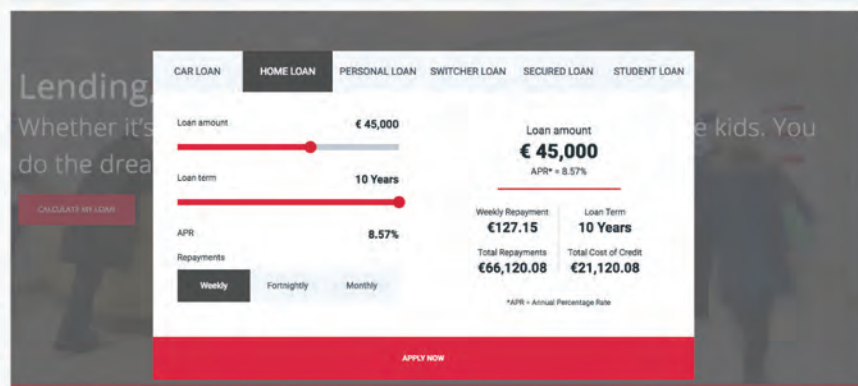 CAR LOAN HOME LOAN PERSONAL LOAN SWITCHER LOAN SECURED LOAN STUDENT LOAN
Lending,
Whether it's
e kids. You
do the drea
CALCULATE MY LOAN
Loan amount € 45,000
Loan term 10 Years
APR 8.57%
Repayments
Weekly Fortnightly Monthly
Loan amount
€ 45,000
APR* = 8.57%
Weekly Repayment Loan Term
€127.15 10 Years
Total Repayments Total Cost of Credit
€66,120.08 €21,120.08
*APR = Annual Percentage Rate
APPLY NOW